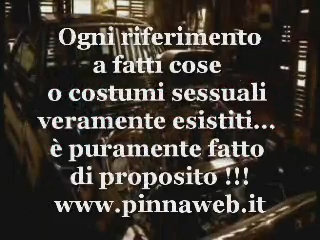 Ogni riferimento
a fatti cose
o costumi sessuali
veramente esistiti...
è puramente fatto
di proposito !!!
www.pinnaweb.it